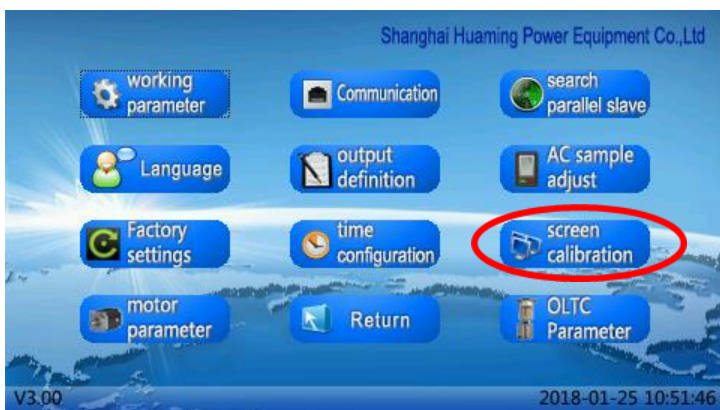 Shanghai Huaming Power Equipment Co.,Ltd
working
parameter
Communication
search
parallel slave
Language
output
definition
AC sample
adjust
Factory
settings
time
configuration
screen
calibration
motor
parameter
Return
OLTC
Parameter
V3.00
2018-01-25 10:51:46